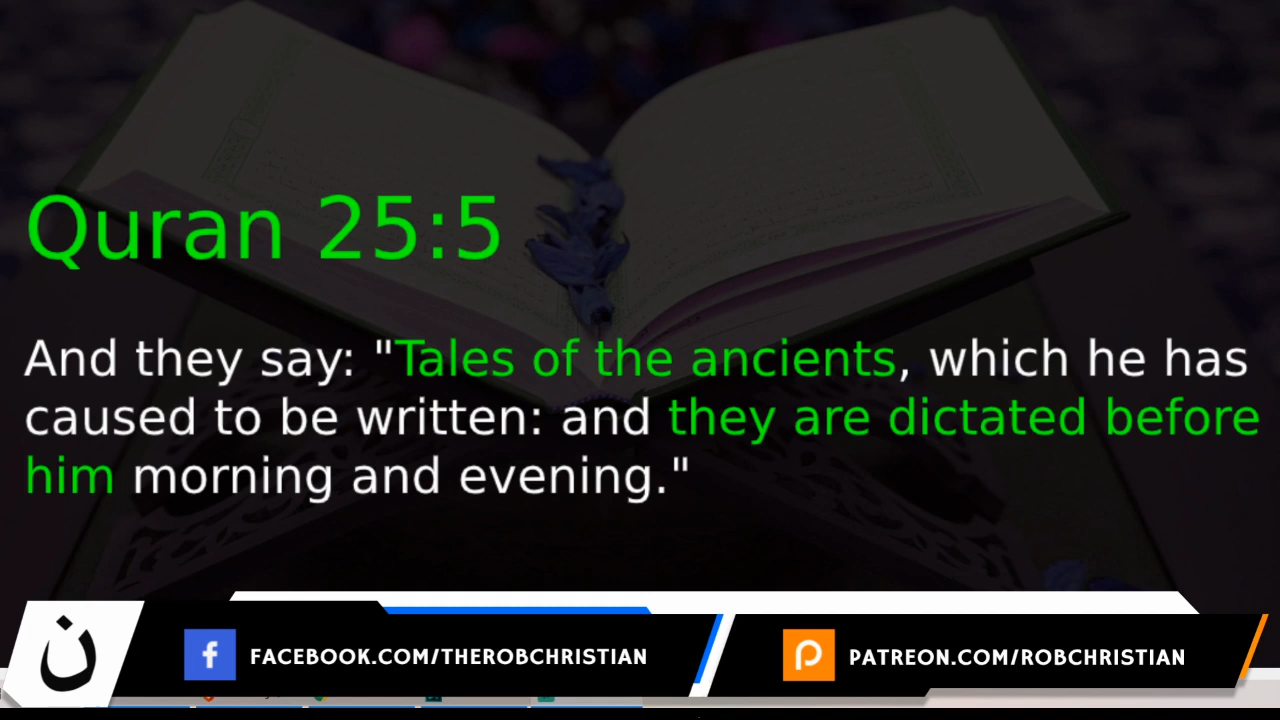 Quran 25:5
And they say: "Tales of the ancients, which he has
caused to be written: and they are dictated before
him morning and evening."
ن
FACEBOOK.COM/THEROBCHRISTIAN
PATREON.COM/ROBCHRISTIAN